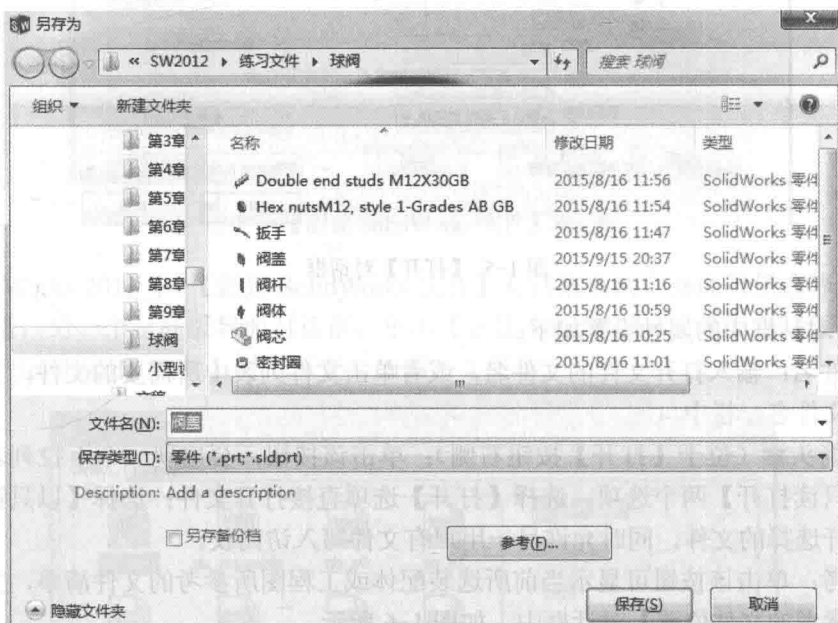 另存为
« SW2012 ▸ 练习文件 ▸ 球阀
搜索 球阀
组织 ▾ 新建文件夹
名称 修改日期 类型
第3章
第4章
第5章
第6章
第7章
第8章
第9章
球阀
Double end studs M12X30GB 2015/8/16 11:56 SolidWorks 零件
Hex nutsM12, style 1-Grades AB GB 2015/8/16 11:54 SolidWorks 零件
扳手 2015/8/16 11:47 SolidWorks 零件
阀盖 2015/9/15 20:37 SolidWorks 零件
阀杆 2015/8/16 11:16 SolidWorks 零件
阀体 2015/8/16 10:59 SolidWorks 零件
阀芯 2015/8/16 10:25 SolidWorks 零件
密封圈 2015/8/16 11:01 SolidWorks 零件
文件名(N): 阀盖
保存类型(T): 零件 (*.prt;*.sldprt)
Description: Add a description
另存备份档
参考(F)...
隐藏文件夹
保存(S) 取消